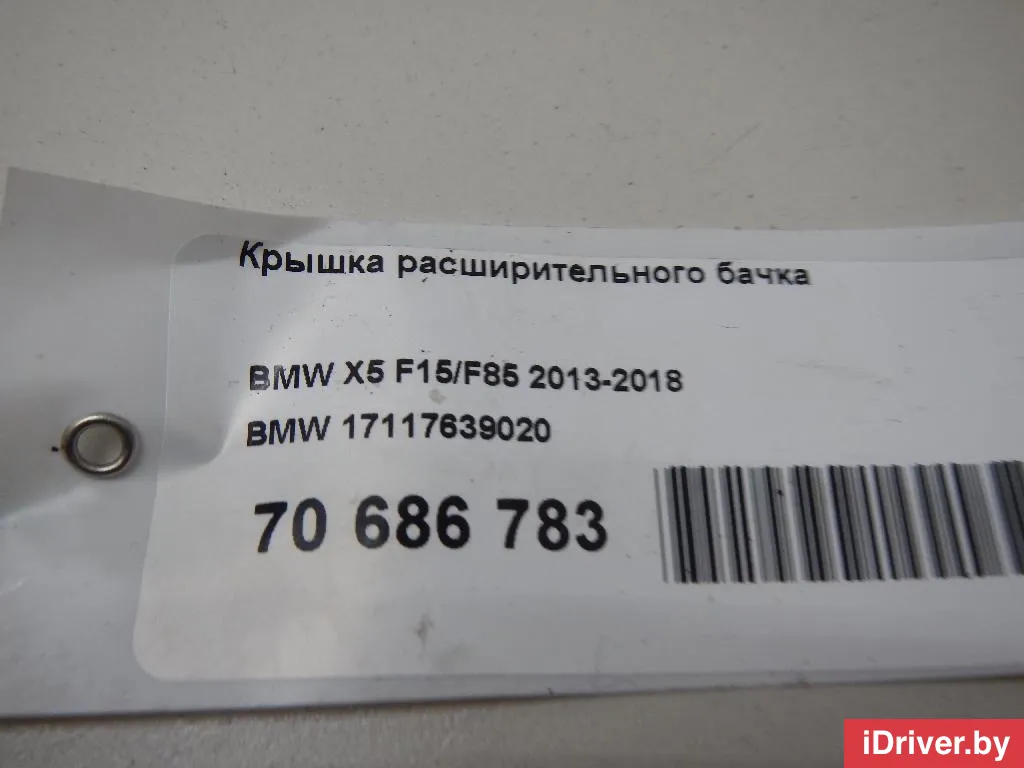 Крышка расширительного бачка
BMW X5 F15/F85 2013-2018
BMW 17117639020
70 686 783
iDriver.by